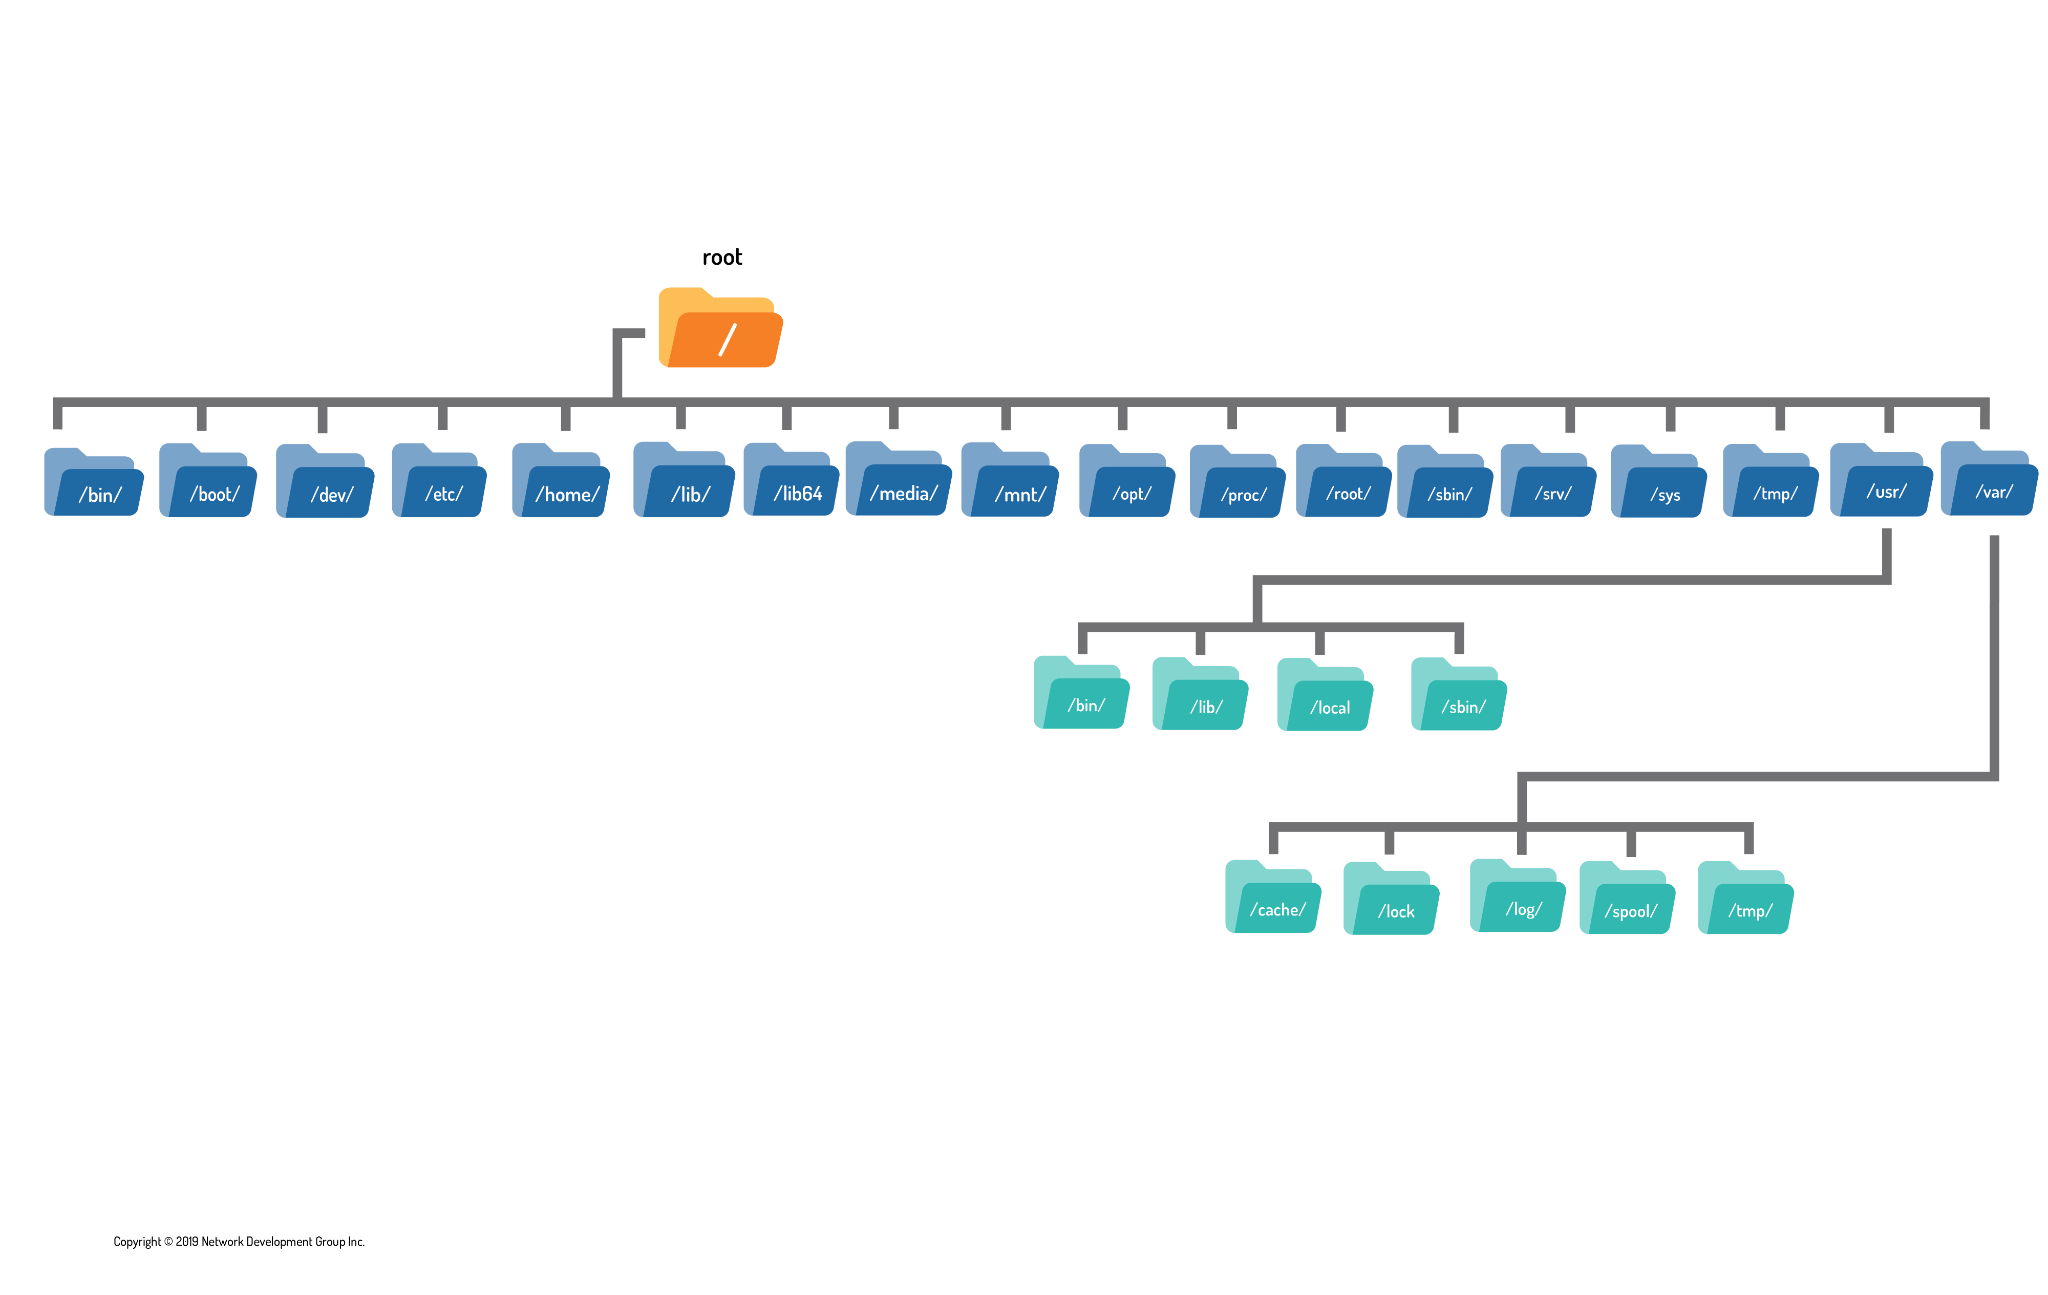 root
/
/bin/
/boot/
/dev/
/etc/
/home/
/lib/
/lib64
/media/
/mnt/
/opt/
/proc/
/root/
/sbin/
/srv/
/sys
/tmp/
/usr/
/var/
/bin/
/lib/
/local
/sbin/
/cache/
/lock
/log/
/spool/
/tmp/
Copyright © 2019 Network Development Group Inc.